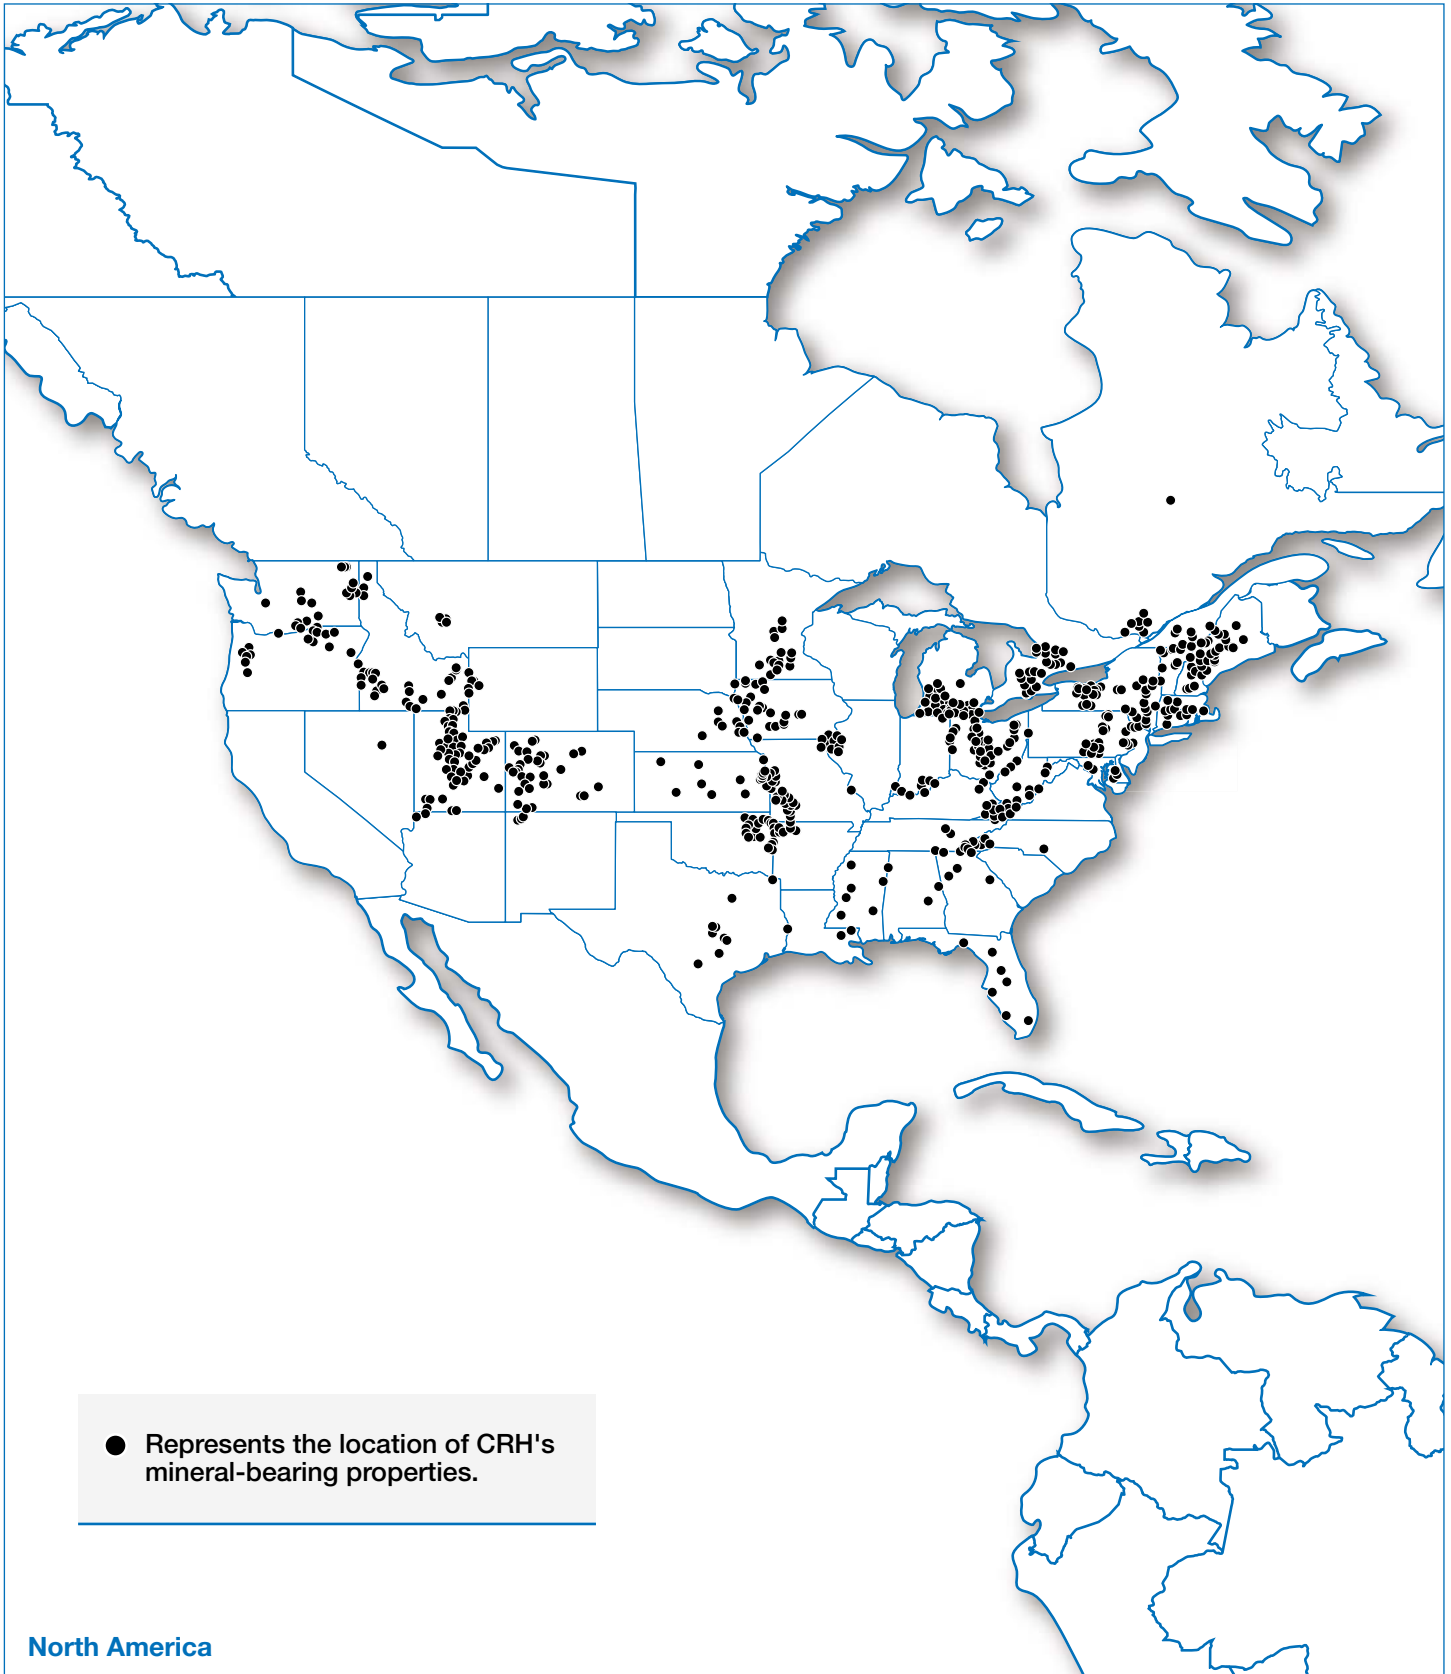 Represents the location of CRH's
mineral-bearing properties.
North America